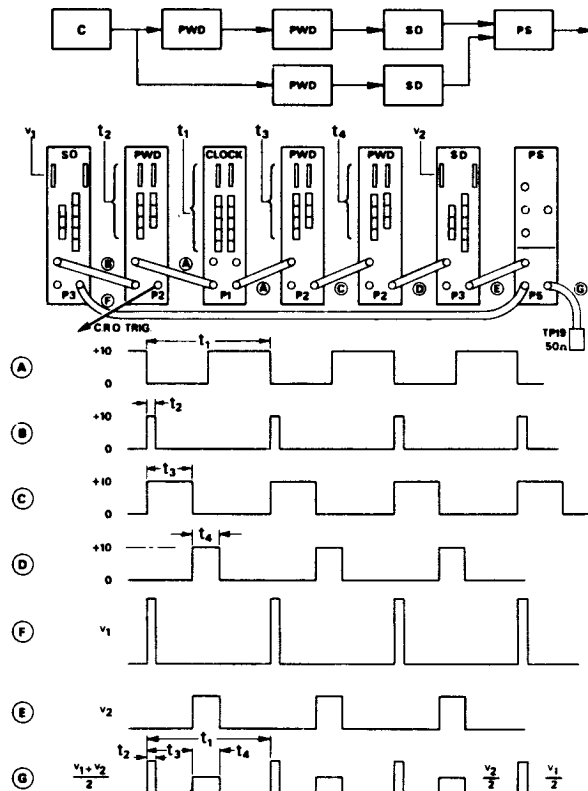 C PWD PWD SO PS
PWD SD
v₁ t₂ t₁ t₃ t₄ v₂
SO PWD CLOCK PWD PWD SD PS
B A A C D E G
F
P3 P2 P1 P2 P2 P3 P5
C.R.O TRIG.
TP19
50Ω
A +10 0 t₁
B +10 0 t₂
C +10 0 t₃
D +10 0 t₄
F v₁
E v₂
t₁
t₂ t₃ t₄
G v₁ + v₂ / 2 v₂ / 2 v₁ / 2